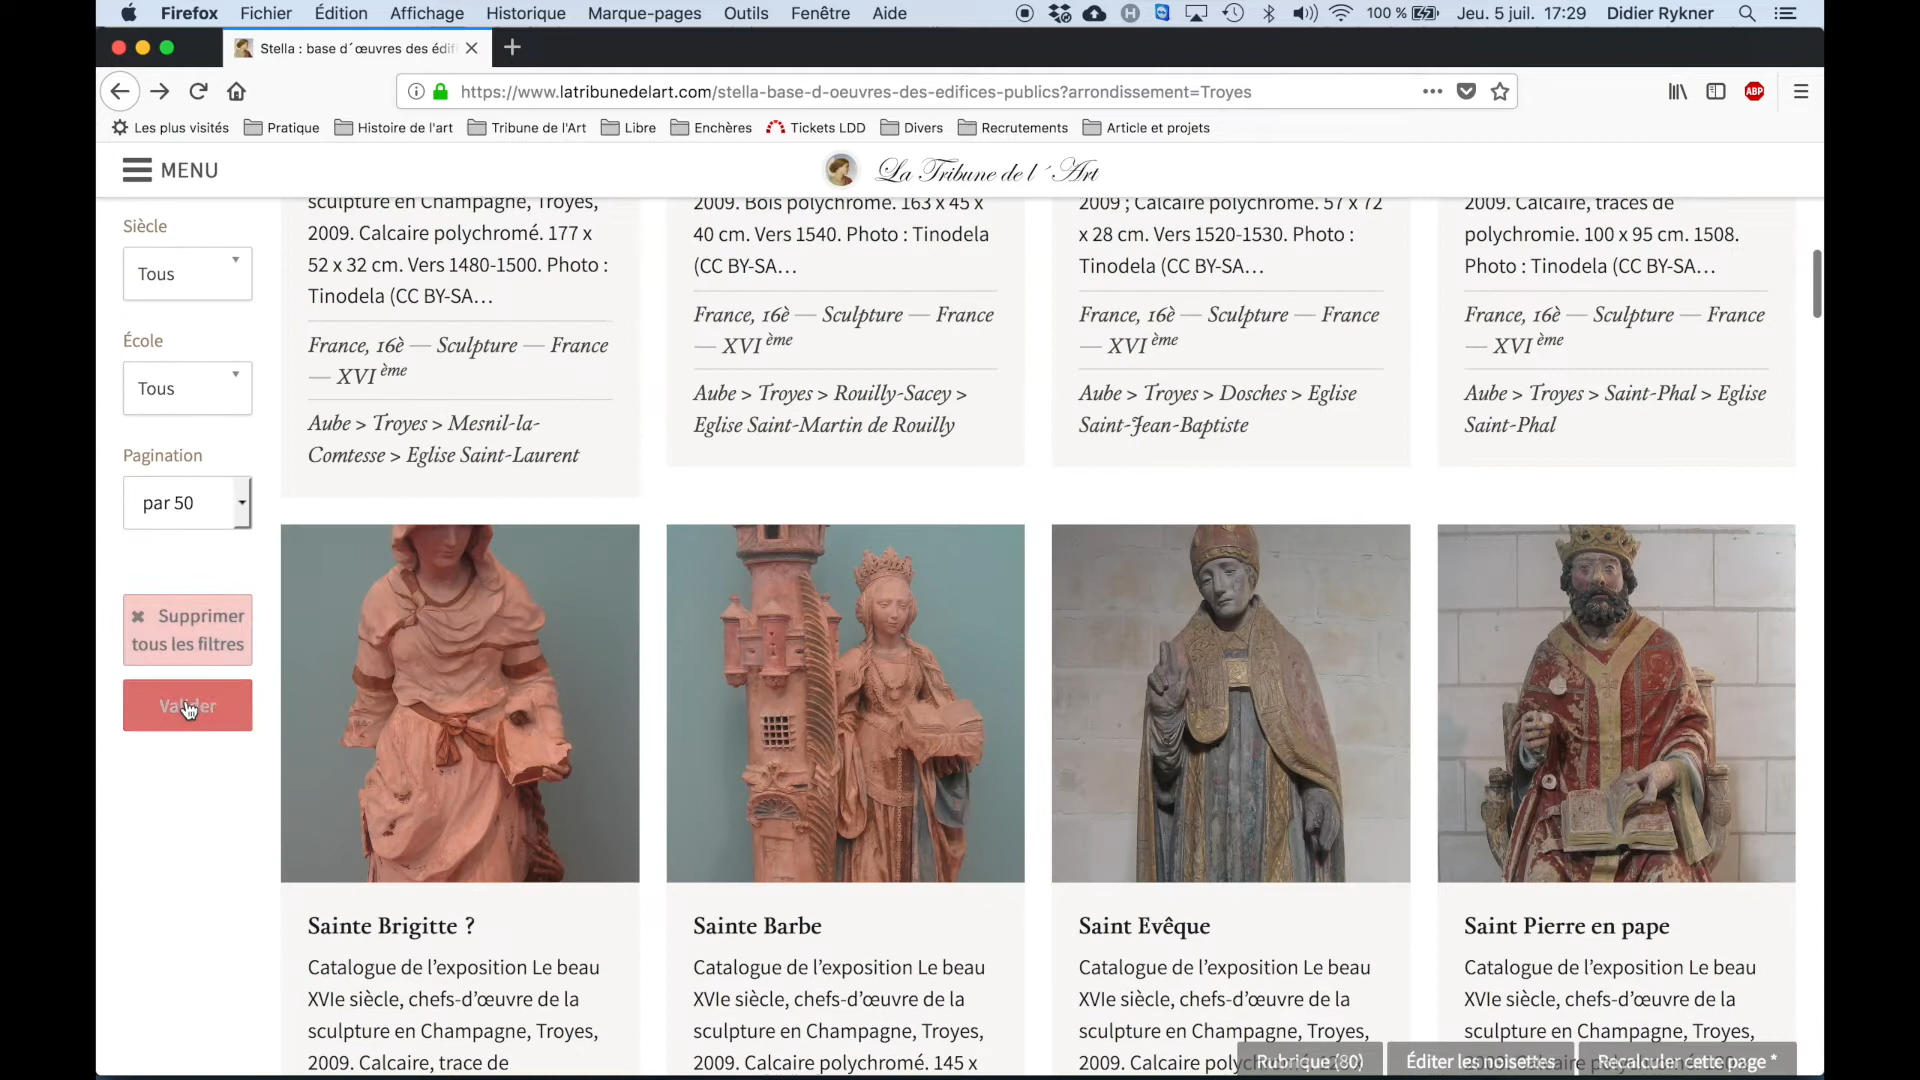 Firefox Fichier Édition Affichage Historique Marque-pages Outils Fenêtre Aide 100 % Jeu. 5 juil. 17:29 Didier Rykner
Stella : base d´œuvres des édifi
https://www.latribunedelart.com/stella-base-d-oeuvres-des-edifices-publics?arrondissement=Troyes
ABP
Les plus visités Pratique Histoire de l'art Tribune de l'Art Libre Enchères Tickets LDD Divers Recrutements Article et projets
MENU
La Tribune de l´Art
Siècle
Tous
École
Tous
Pagination
par 50
✖ Supprimer
tous les filtres
Valider
sculpture en Champagne, Troyes,
2009. Calcaire polychromé. 177 x
52 x 32 cm. Vers 1480-1500. Photo :
Tinodela (CC BY-SA…
France, 16è — Sculpture — France
— XVI ème
Aube > Troyes > Mesnil-la-
Comtesse > Eglise Saint-Laurent
2009. Bois polychrome. 163 x 45 x
40 cm. Vers 1540. Photo : Tinodela
(CC BY-SA…
France, 16è — Sculpture — France
— XVI ème
Aube > Troyes > Rouilly-Sacey >
Eglise Saint-Martin de Rouilly
2009 ; Calcaire polychrome. 57 x 72
x 28 cm. Vers 1520-1530. Photo :
Tinodela (CC BY-SA…
France, 16è — Sculpture — France
— XVI ème
Aube > Troyes > Dosches > Eglise
Saint-Jean-Baptiste
2009. Calcaire, traces de
polychromie. 100 x 95 cm. 1508.
Photo : Tinodela (CC BY-SA…
France, 16è — Sculpture — France
— XVI ème
Aube > Troyes > Saint-Phal > Eglise
Saint-Phal
Sainte Brigitte ?
Catalogue de l’exposition Le beau
XVIe siècle, chefs-d’œuvre de la
sculpture en Champagne, Troyes,
2009. Calcaire, trace de
Sainte Barbe
Catalogue de l’exposition Le beau
XVIe siècle, chefs-d’œuvre de la
sculpture en Champagne, Troyes,
2009. Calcaire polychromé. 145 x
Saint Evêque
Catalogue de l’exposition Le beau
XVIe siècle, chefs-d’œuvre de la
sculpture en Champagne, Troyes,
2009. Calcaire
Saint Pierre en pape
Catalogue de l’exposition Le beau
XVIe siècle, chefs-d’œuvre de la
sculpture en Champagne, Troyes,
Rubrique (80) Éditer les noisettes Recalculer cette page *